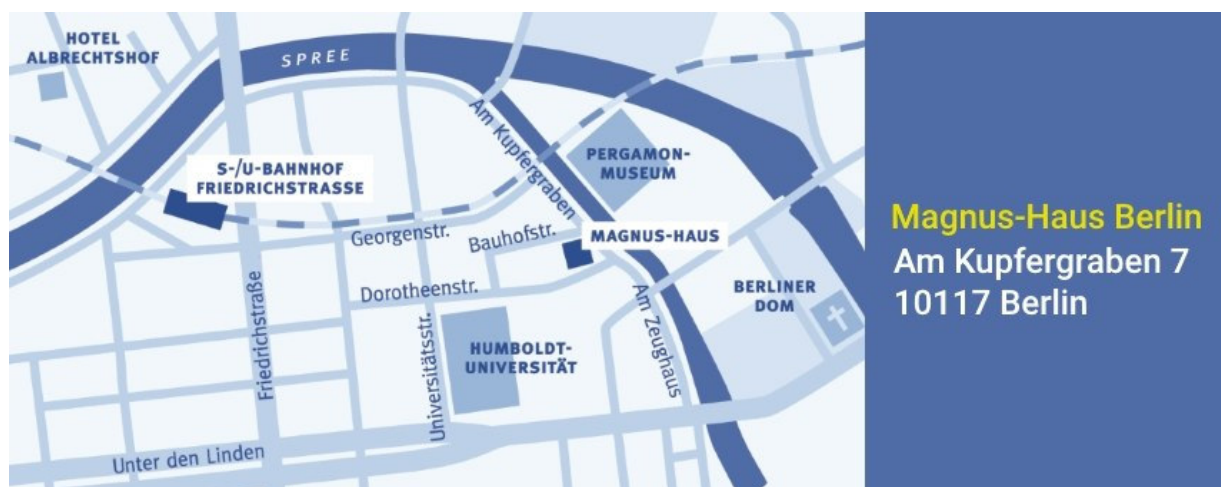 HOTEL
ALBRECHTSHOF
SPREE
S-/U-BAHNHOF
FRIEDRICHSTRASSE
Am Kupfergraben
PERGAMON-
MUSEUM
Georgenstr.
Bauhofstr.
MAGNUS-HAUS
Dorotheenstr.
Friedrichstraße
Universitätsstr.
HUMBOLDT-
UNIVERSITÄT
Am Zeughaus
BERLINER
DOM
Unter den Linden
Magnus-Haus Berlin
Am Kupfergraben 7
10117 Berlin